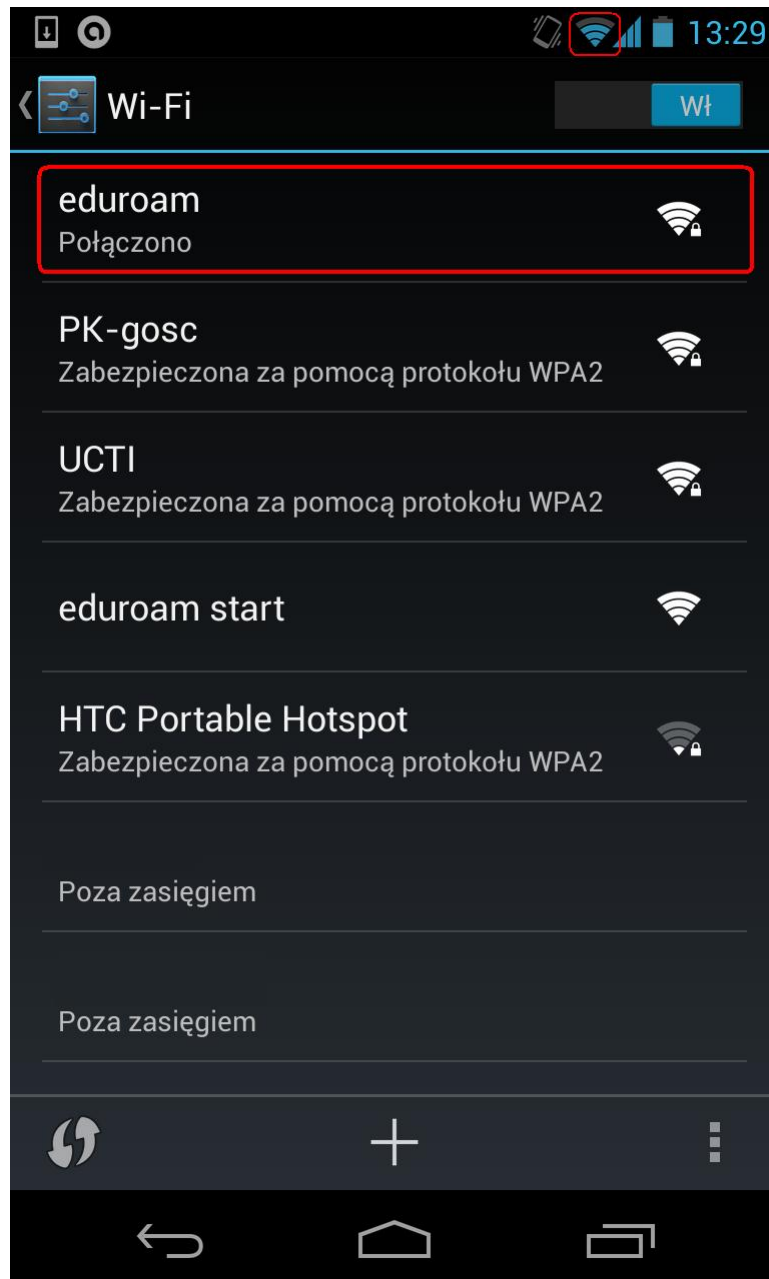 13:29
Wi-Fi
Wł
eduroam
Połączono
PK-gosc
Zabezpieczona za pomocą protokołu WPA2
UCTI
Zabezpieczona za pomocą protokołu WPA2
eduroam start
HTC Portable Hotspot
Zabezpieczona za pomocą protokołu WPA2
Poza zasięgiem
Poza zasięgiem